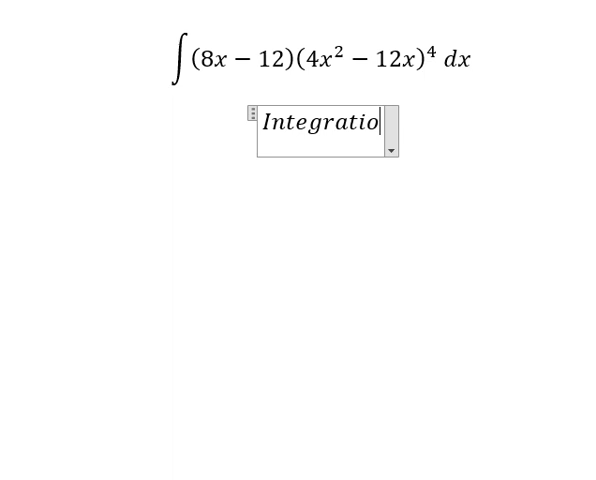 ∫(8x − 12)(4x² − 12x)⁴ dx
Integratio